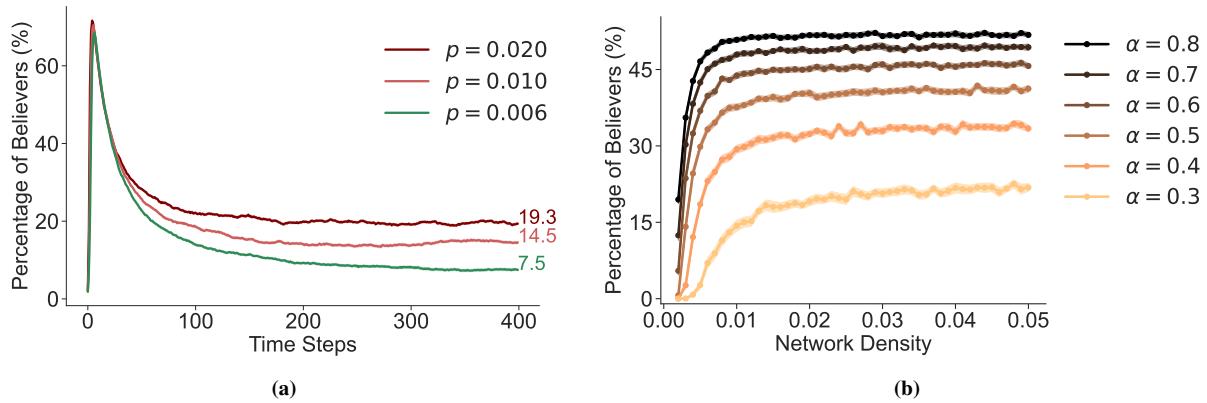 Percentage of Believers (%)
60
40
20
0
0
100
200
300
400
Time Steps
p = 0.020
p = 0.010
p = 0.006
19.3
14.5
7.5
(a)
Percentage of Believers (%)
45
30
15
0
0.00
0.01
0.02
0.03
0.04
0.05
Network Density
α = 0.8
α = 0.7
α = 0.6
α = 0.5
α = 0.4
α = 0.3
(b)